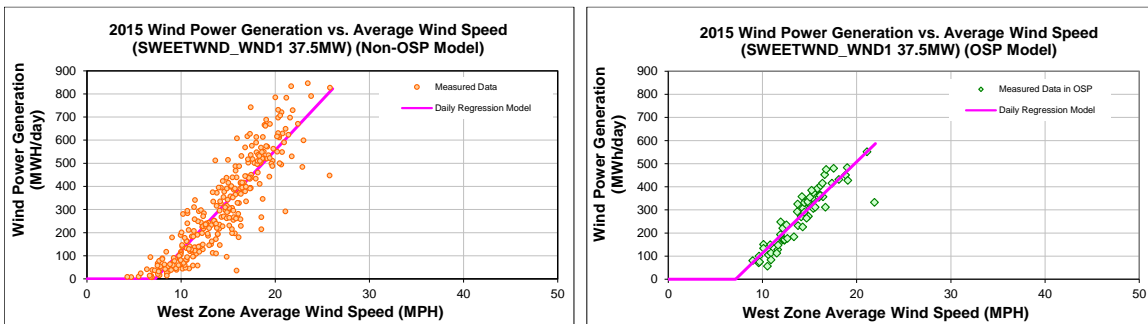 2015 Wind Power Generation vs. Average Wind Speed
(SWEETWND_WND1 37.5MW) (Non-OSP Model)
Wind Power Generation
(MWH/day)
900
800
700
600
500
400
300
200
100
0
Measured Data
Daily Regression Model
0 10 20 30 40 50
West Zone Average Wind Speed (MPH)
2015 Wind Power Generation vs. Average Wind Speed
(SWEETWND_WND1 37.5MW) (OSP Model)
Wind Power Generation
(MWH/day)
900
800
700
600
500
400
300
200
100
0
Measured Data in OSP
Daily Regression Model
0 10 20 30 40 50
West Zone Average Wind Speed (MPH)